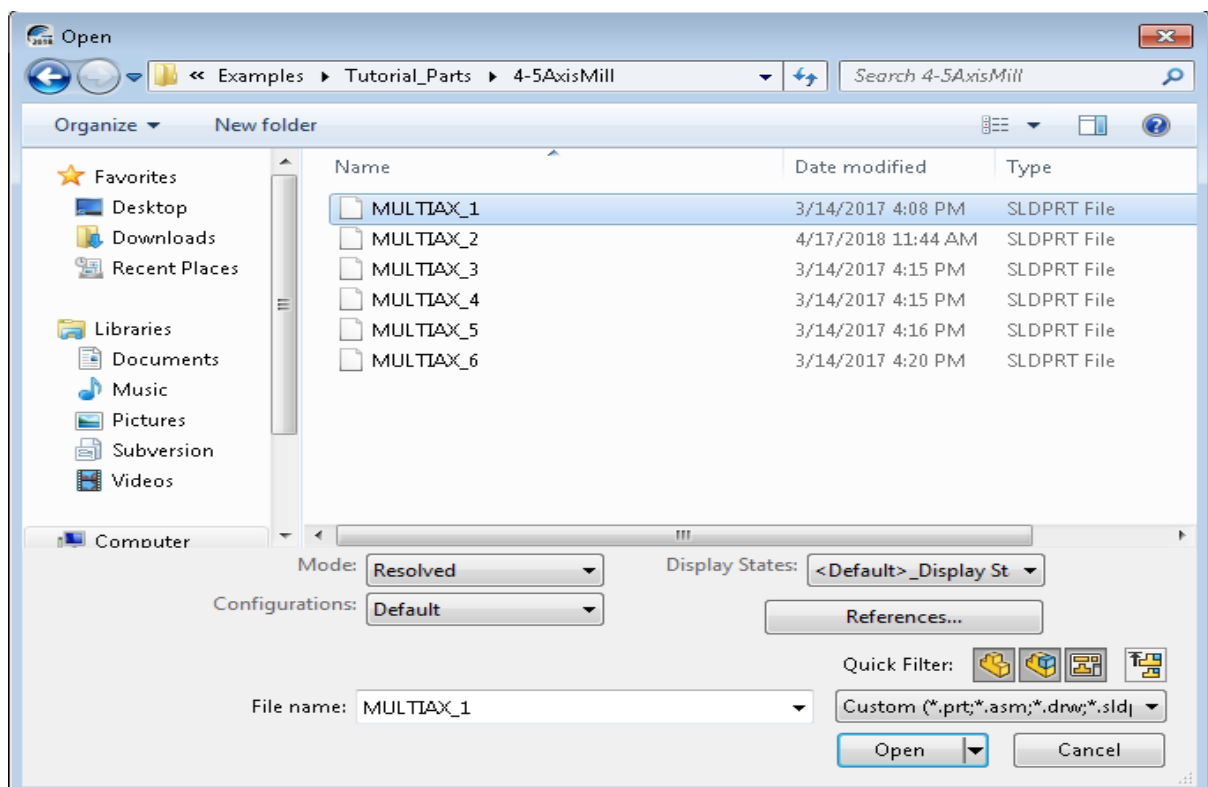 Open
« Examples Tutorial_Parts 4-5AxisMill Search 4-5AxisMill
Organize New folder
Name Date modified Type
Favorites
Desktop
Downloads
Recent Places
Libraries
Documents
Music
Pictures
Subversion
Videos
Computer
MULTIAX_1 3/14/2017 4:08 PM SLDPRT File
MULTIAX_2 4/17/2018 11:44 AM SLDPRT File
MULTIAX_3 3/14/2017 4:15 PM SLDPRT File
MULTIAX_4 3/14/2017 4:15 PM SLDPRT File
MULTIAX_5 3/14/2017 4:16 PM SLDPRT File
MULTIAX_6 3/14/2017 4:20 PM SLDPRT File
Mode: Resolved Display States: <Default>_Display St
Configurations: Default References...
Quick Filter:
File name: MULTIAX_1 Custom (*.prt;*.asm;*.drw;*.sld
Open Cancel